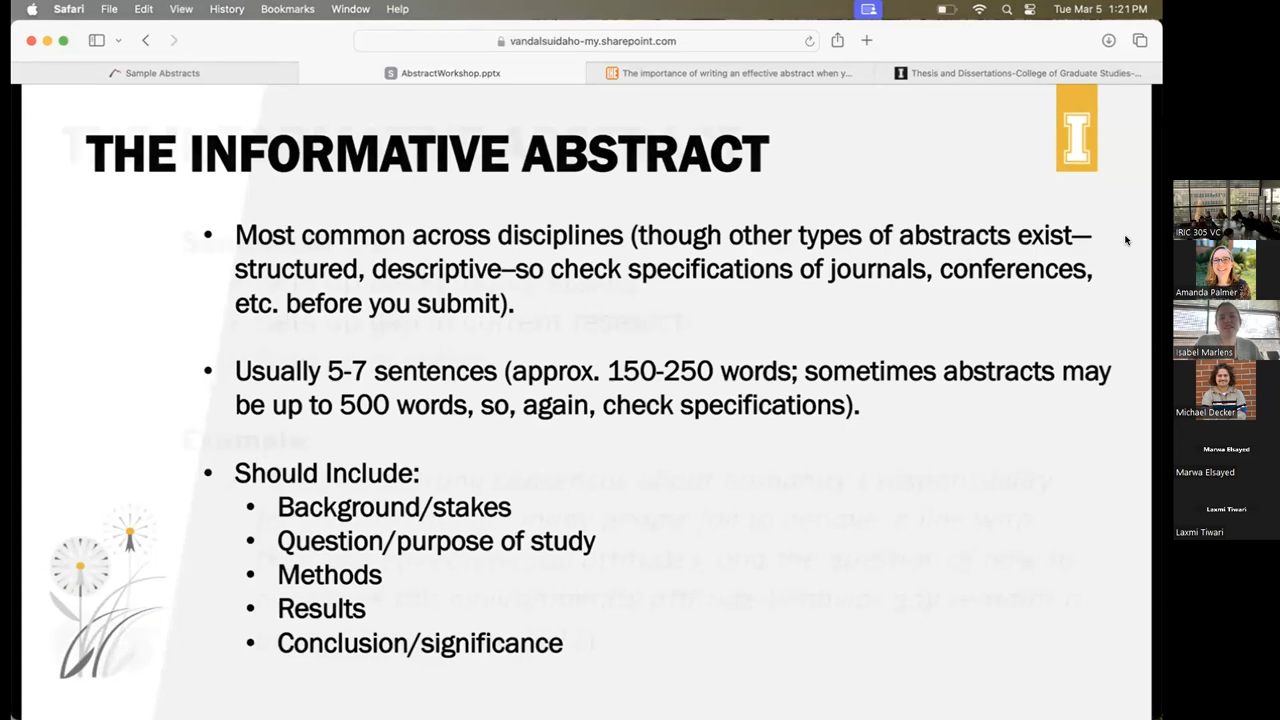 Safari File Edit View History Bookmarks Window Help Tue Mar 5 1:21 PM
vandalsuidaho-my.sharepoint.com
Sample Abstracts
S AbstractWorkshop.pptx
The importance of writing an effective abstract when y...
I Thesis and Dissertations-College of Graduate Studies-...
I
THE INFORMATIVE ABSTRACT
• Most common across disciplines (though other types of abstracts exist—
structured, descriptive—so check specifications of journals, conferences,
etc. before you submit).
• Usually 5-7 sentences (approx. 150-250 words; sometimes abstracts may
be up to 500 words, so, again, check specifications).
• Should Include:
• Background/stakes
• Question/purpose of study
• Methods
• Results
• Conclusion/significance
IRIC 305 VC
Amanda Palmer
Isabel Marlens
Michael Decker
Marwa Elsayed
Marwa Elsayed
Laxmi Tiwari
Laxmi Tiwari